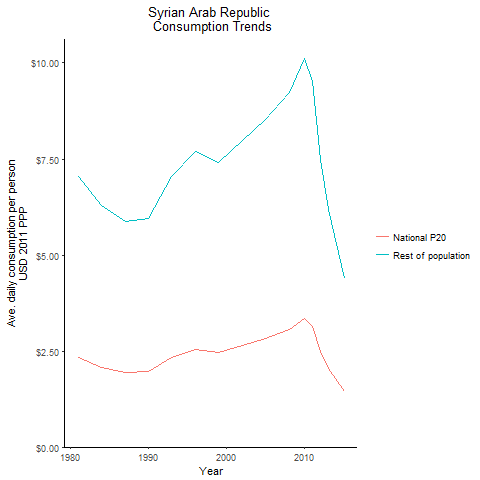 Syrian Arab Republic
Consumption Trends
$10.00
$7.50
$5.00
$2.50
$0.00
Ave. daily consumption per person
USD 2011 PPP
1980 1990 2000 2010
Year
National P20
Rest of population